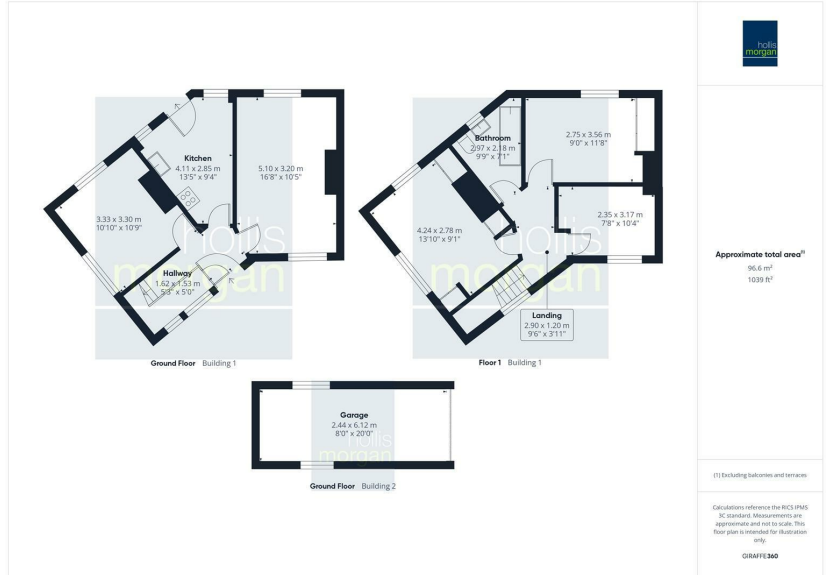 hollis
morgan
Kitchen
4.11 x 2.85 m
13'5" x 9'4"
5.10 x 3.20 m
16'8" x 10'5"
3.33 x 3.30 m
10'10" x 10'9"
Hallway
1.62 x 1.53 m
5'3" x 5'0"
hollis
morgan
Ground Floor Building 1
Bathroom
2.97 x 2.18 m
9'9" x 7'1"
2.75 x 3.56 m
9'0" x 11'8"
4.24 x 2.78 m
13'10" x 9'1"
2.35 x 3.17 m
7'8" x 10'4"
Landing
2.90 x 1.20 m
9'6" x 3'11"
hollis
morgan
Floor 1 Building 1
Garage
2.44 x 6.12 m
8'0" x 20'0"
hollis
morgan
Ground Floor Building 2
Approximate total area⁽¹⁾
96.6 m²
1039 ft²
(1) Excluding balconies and terraces
Calculations reference the RICS IPMS
3C standard. Measurements are
approximate and not to scale. This
floor plan is intended for illustration
only.
GIRAFFE360